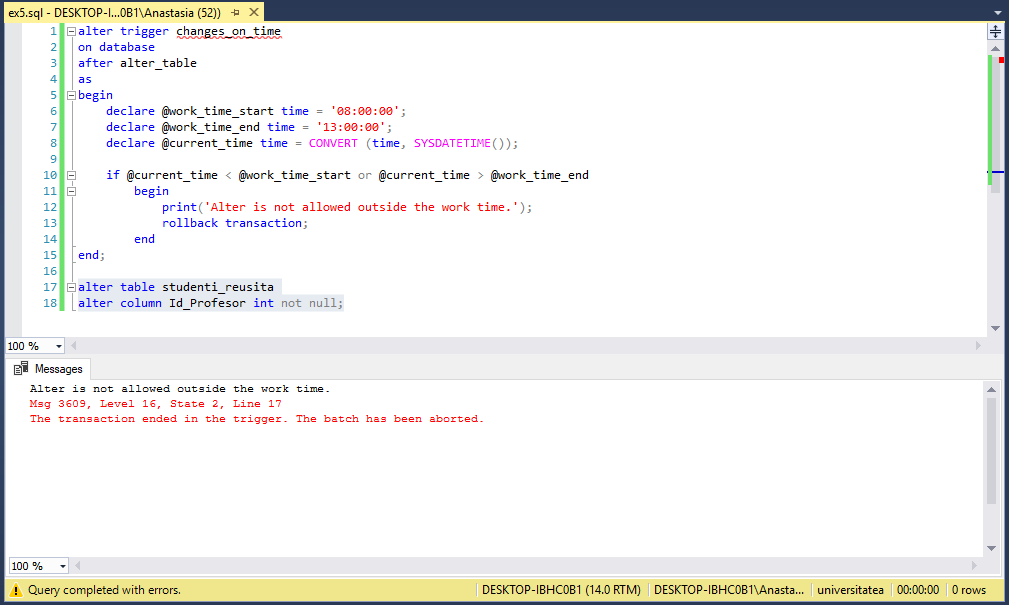 ex5.sql - DESKTOP-I...0B1\Anastasia (52))
1 alter trigger changes_on_time
2 on database
3 after alter_table
4 as
5 begin
6 declare @work_time_start time = '08:00:00';
7 declare @work_time_end time = '13:00:00';
8 declare @current_time time = CONVERT (time, SYSDATETIME());
9
10 if @current_time < @work_time_start or @current_time > @work_time_end
11 begin
12 print('Alter is not allowed outside the work time.');
13 rollback transaction;
14 end
15 end;
16
17 alter table studenti_reusita
18 alter column Id_Profesor int not null;
100 %
Messages
Alter is not allowed outside the work time.
Msg 3609, Level 16, State 2, Line 17
The transaction ended in the trigger. The batch has been aborted.
100 %
Query completed with errors. DESKTOP-IBHC0B1 (14.0 RTM) DESKTOP-IBHC0B1\Anasta... universitatea 00:00:00 0 rows